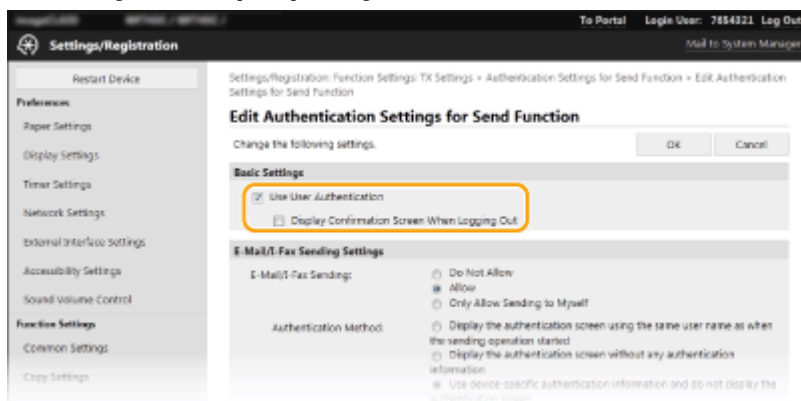 To Portal Login User: 7654321 Log Out
Settings/Registration
Mail to System Manager
Restart Device
Preferences
Paper Settings
Display Settings
Timer Settings
Network Settings
External Interface Settings
Accessibility Settings
Sound Volume Control
Function Settings
Common Settings
Copy Settings
Settings/Registration: Function Settings: TX Settings > Authentication Settings for Send Function > Edit Authentication
Settings for Send Function
Edit Authentication Settings for Send Function
Change the following settings.
OK
Cancel
Basic Settings
Use User Authentication
Display Confirmation Screen When Logging Out
E-Mail/I-Fax Sending Settings
E-Mail/I-Fax Sending:
Do Not Allow
Allow
Only Allow Sending to Myself
Authentication Method:
Display the authentication screen using the same user name as when
the sending operation started
Display the authentication screen without any authentication
information
Use device-specific authentication information and do not display the
authentication screen